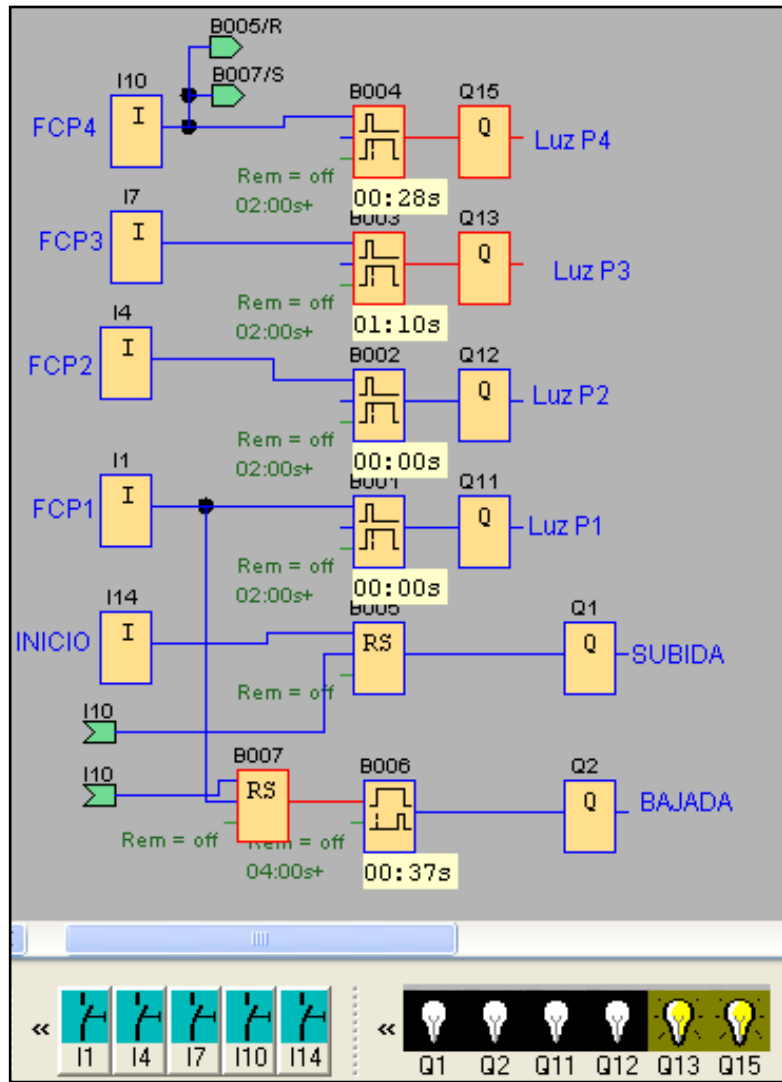 B005/R
I10 B007/S B004 Q15
FCP4 I Q Luz P4
Rem = off
02:00s+ 00:28s
I7 B003 Q13
FCP3 I Q Luz P3
Rem = off
02:00s+ 01:10s
I4 B002 Q12
FCP2 I Q Luz P2
Rem = off
02:00s+ 00:00s
I1 B001 Q11
FCP1 I Q Luz P1
Rem = off
02:00s+ 00:00s
I14 B005 Q1
INICIO I RS Q SUBIDA
Rem = off
I10
B007 B006 Q2
I10 RS Q BAJADA
Rem = off Rem = off
04:00s+ 00:37s
« I1 I4 I7 I10 I14 « Q1 Q2 Q11 Q12 Q13 Q15